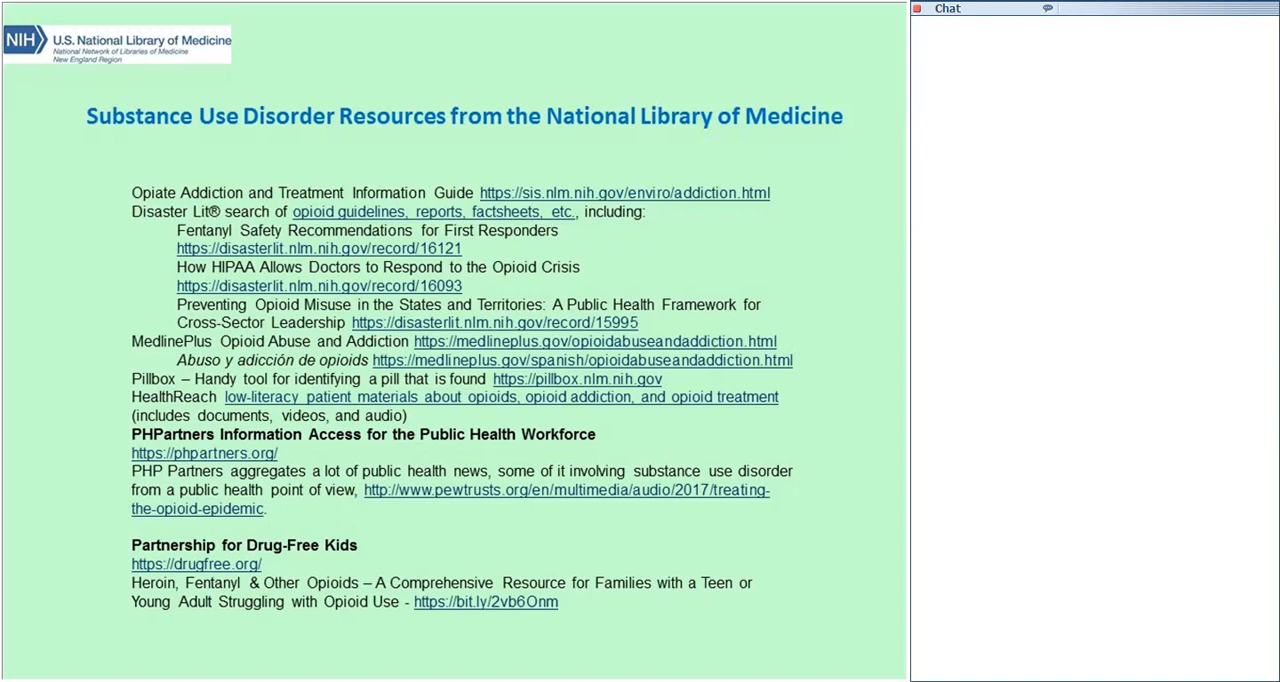 NIH
U.S. National Library of Medicine
National Network of Libraries of Medicine
New England Region
Chat
Substance Use Disorder Resources from the National Library of Medicine
Opiate Addiction and Treatment Information Guide https://sis.nlm.nih.gov/enviro/addiction.html
Disaster Lit® search of opioid guidelines, reports, factsheets, etc., including:
Fentanyl Safety Recommendations for First Responders
https://disasterlit.nlm.nih.gov/record/16121
How HIPAA Allows Doctors to Respond to the Opioid Crisis
https://disasterlit.nlm.nih.gov/record/16093
Preventing Opioid Misuse in the States and Territories: A Public Health Framework for
Cross-Sector Leadership https://disasterlit.nlm.nih.gov/record/15995
MedlinePlus Opioid Abuse and Addiction https://medlineplus.gov/opioidabuseandaddiction.html
Abuso y adicción de opioids https://medlineplus.gov/spanish/opioidabuseandaddiction.html
Pillbox – Handy tool for identifying a pill that is found https://pillbox.nlm.nih.gov
HealthReach low-literacy patient materials about opioids, opioid addiction, and opioid treatment
(includes documents, videos, and audio)
PHPartners Information Access for the Public Health Workforce
https://phpartners.org/
PHP Partners aggregates a lot of public health news, some of it involving substance use disorder
from a public health point of view, http://www.pewtrusts.org/en/multimedia/audio/2017/treating-
the-opioid-epidemic.
Partnership for Drug-Free Kids
https://drugfree.org/
Heroin, Fentanyl & Other Opioids – A Comprehensive Resource for Families with a Teen or
Young Adult Struggling with Opioid Use - https://bit.ly/2vb6Onm